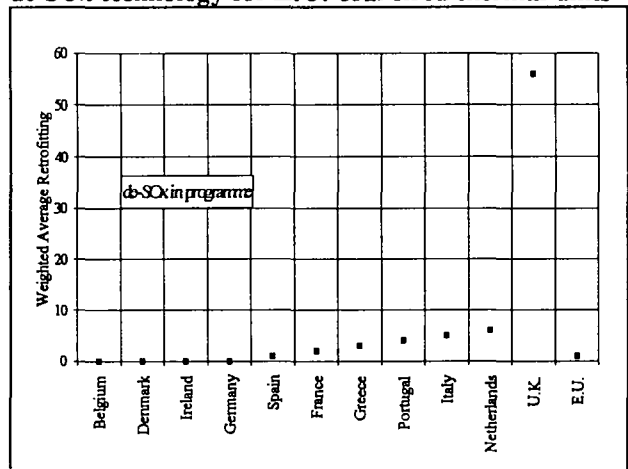 de-SOx technology
60
50
40
30
20
10
0
Weighted Average Retrofitting
de-SOx in programme
Belgium
Denmark
Ireland
Germany
Spain
France
Greece
Portugal
Italy
Netherlands
U.K.
E.U.